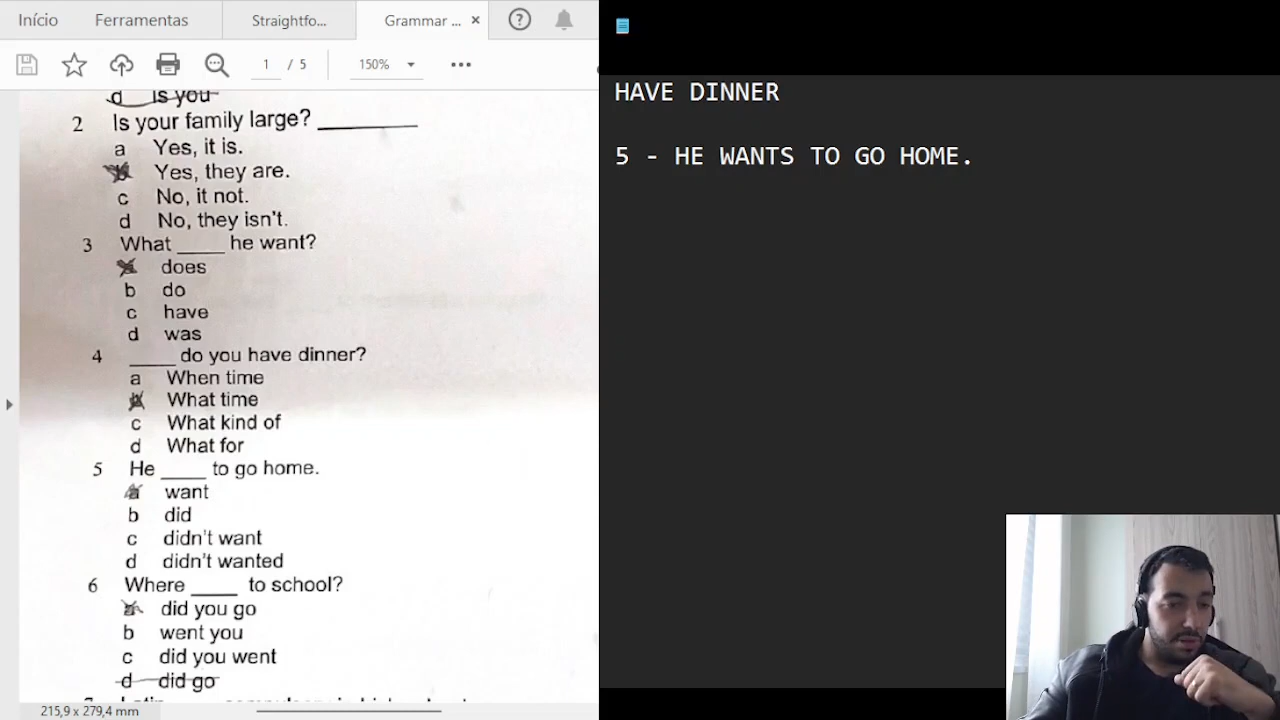 Início Ferramentas Straightfo... Grammar ... ×
1 / 5 150%
d is you
2 Is your family large? ________
a Yes, it is.
b Yes, they are.
c No, it not.
d No, they isn't.
3 What ____ he want?
a does
b do
c have
d was
4 ____ do you have dinner?
a When time
b What time
c What kind of
d What for
5 He ____ to go home.
a want
b did
c didn't want
d didn't wanted
6 Where ____ to school?
a did you go
b went you
c did you went
d did go
215,9 x 279,4 mm
HAVE DINNER
5 - HE WANTS TO GO HOME.